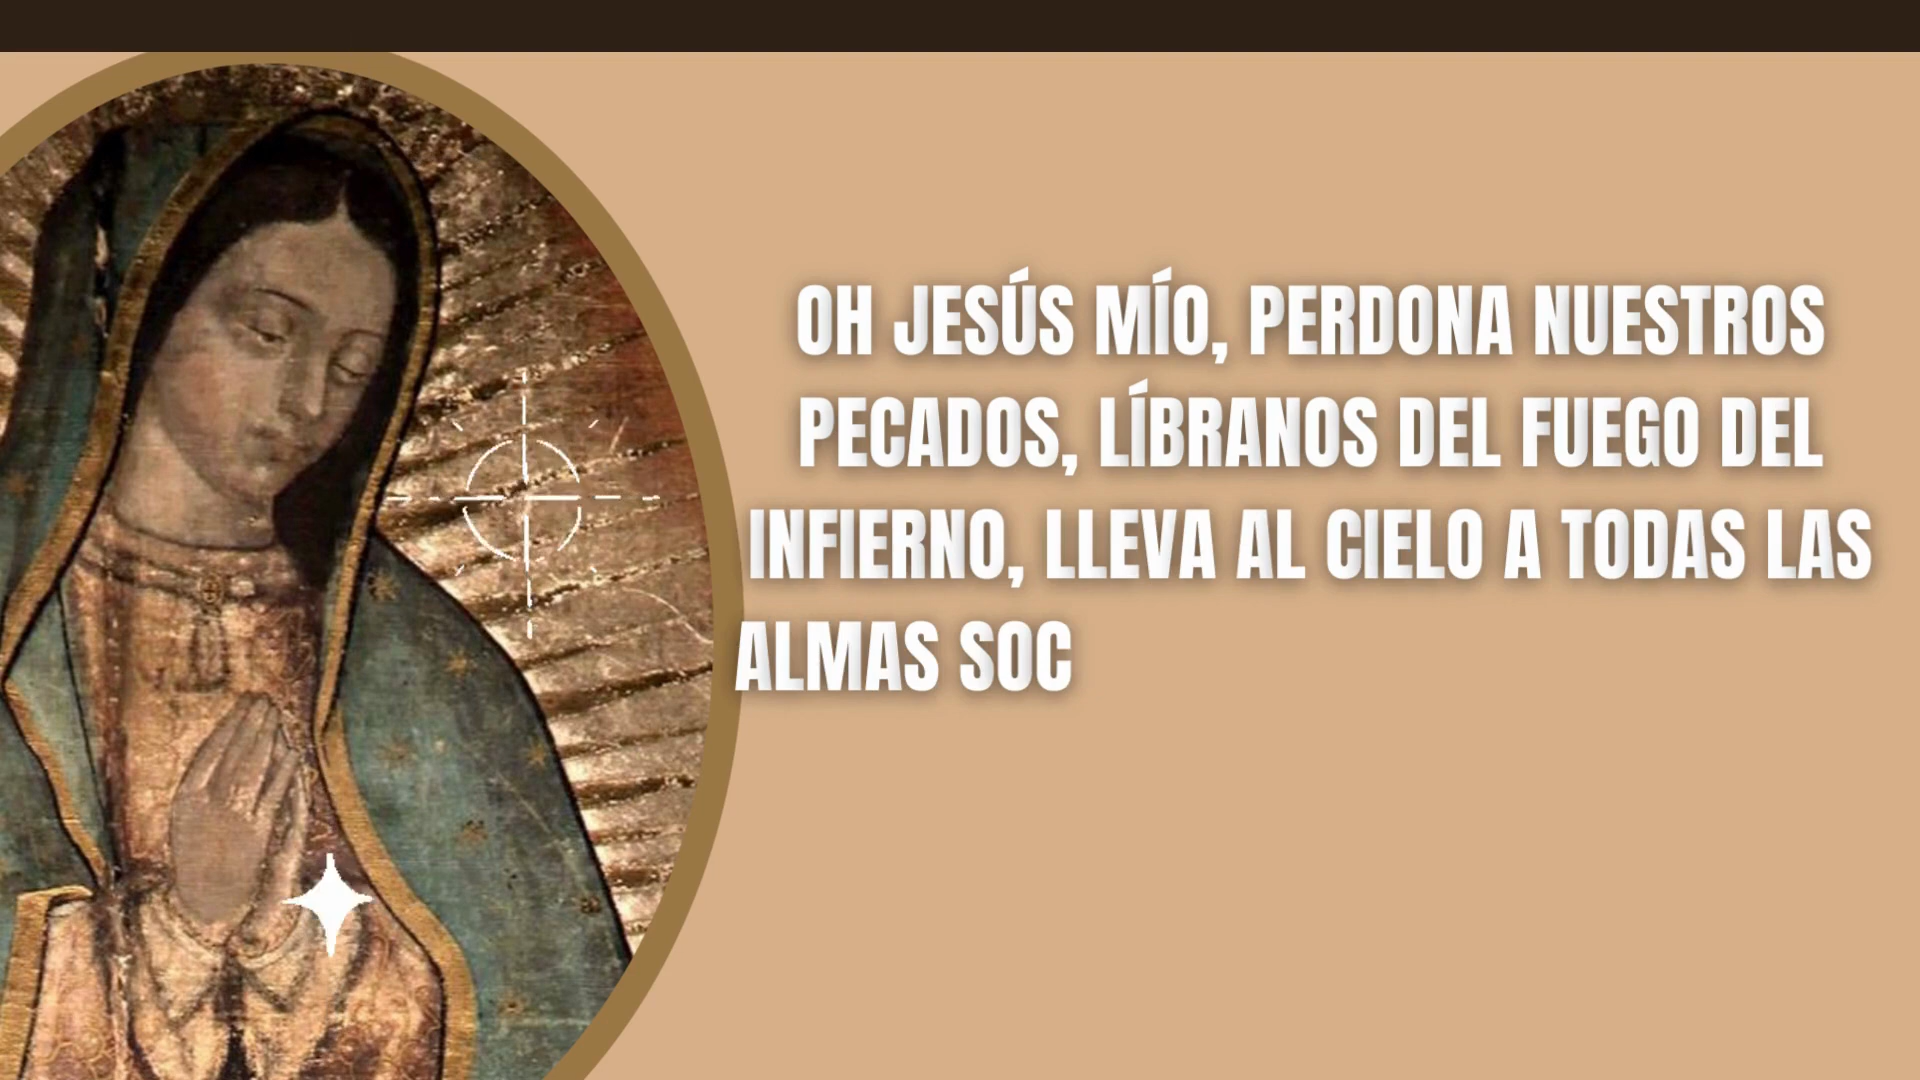 OH JESÚS MÍO, PERDONA NUESTROS
PECADOS, LÍBRANOS DEL FUEGO DEL
INFIERNO, LLEVA AL CIELO A TODAS LAS
ALMAS SOC